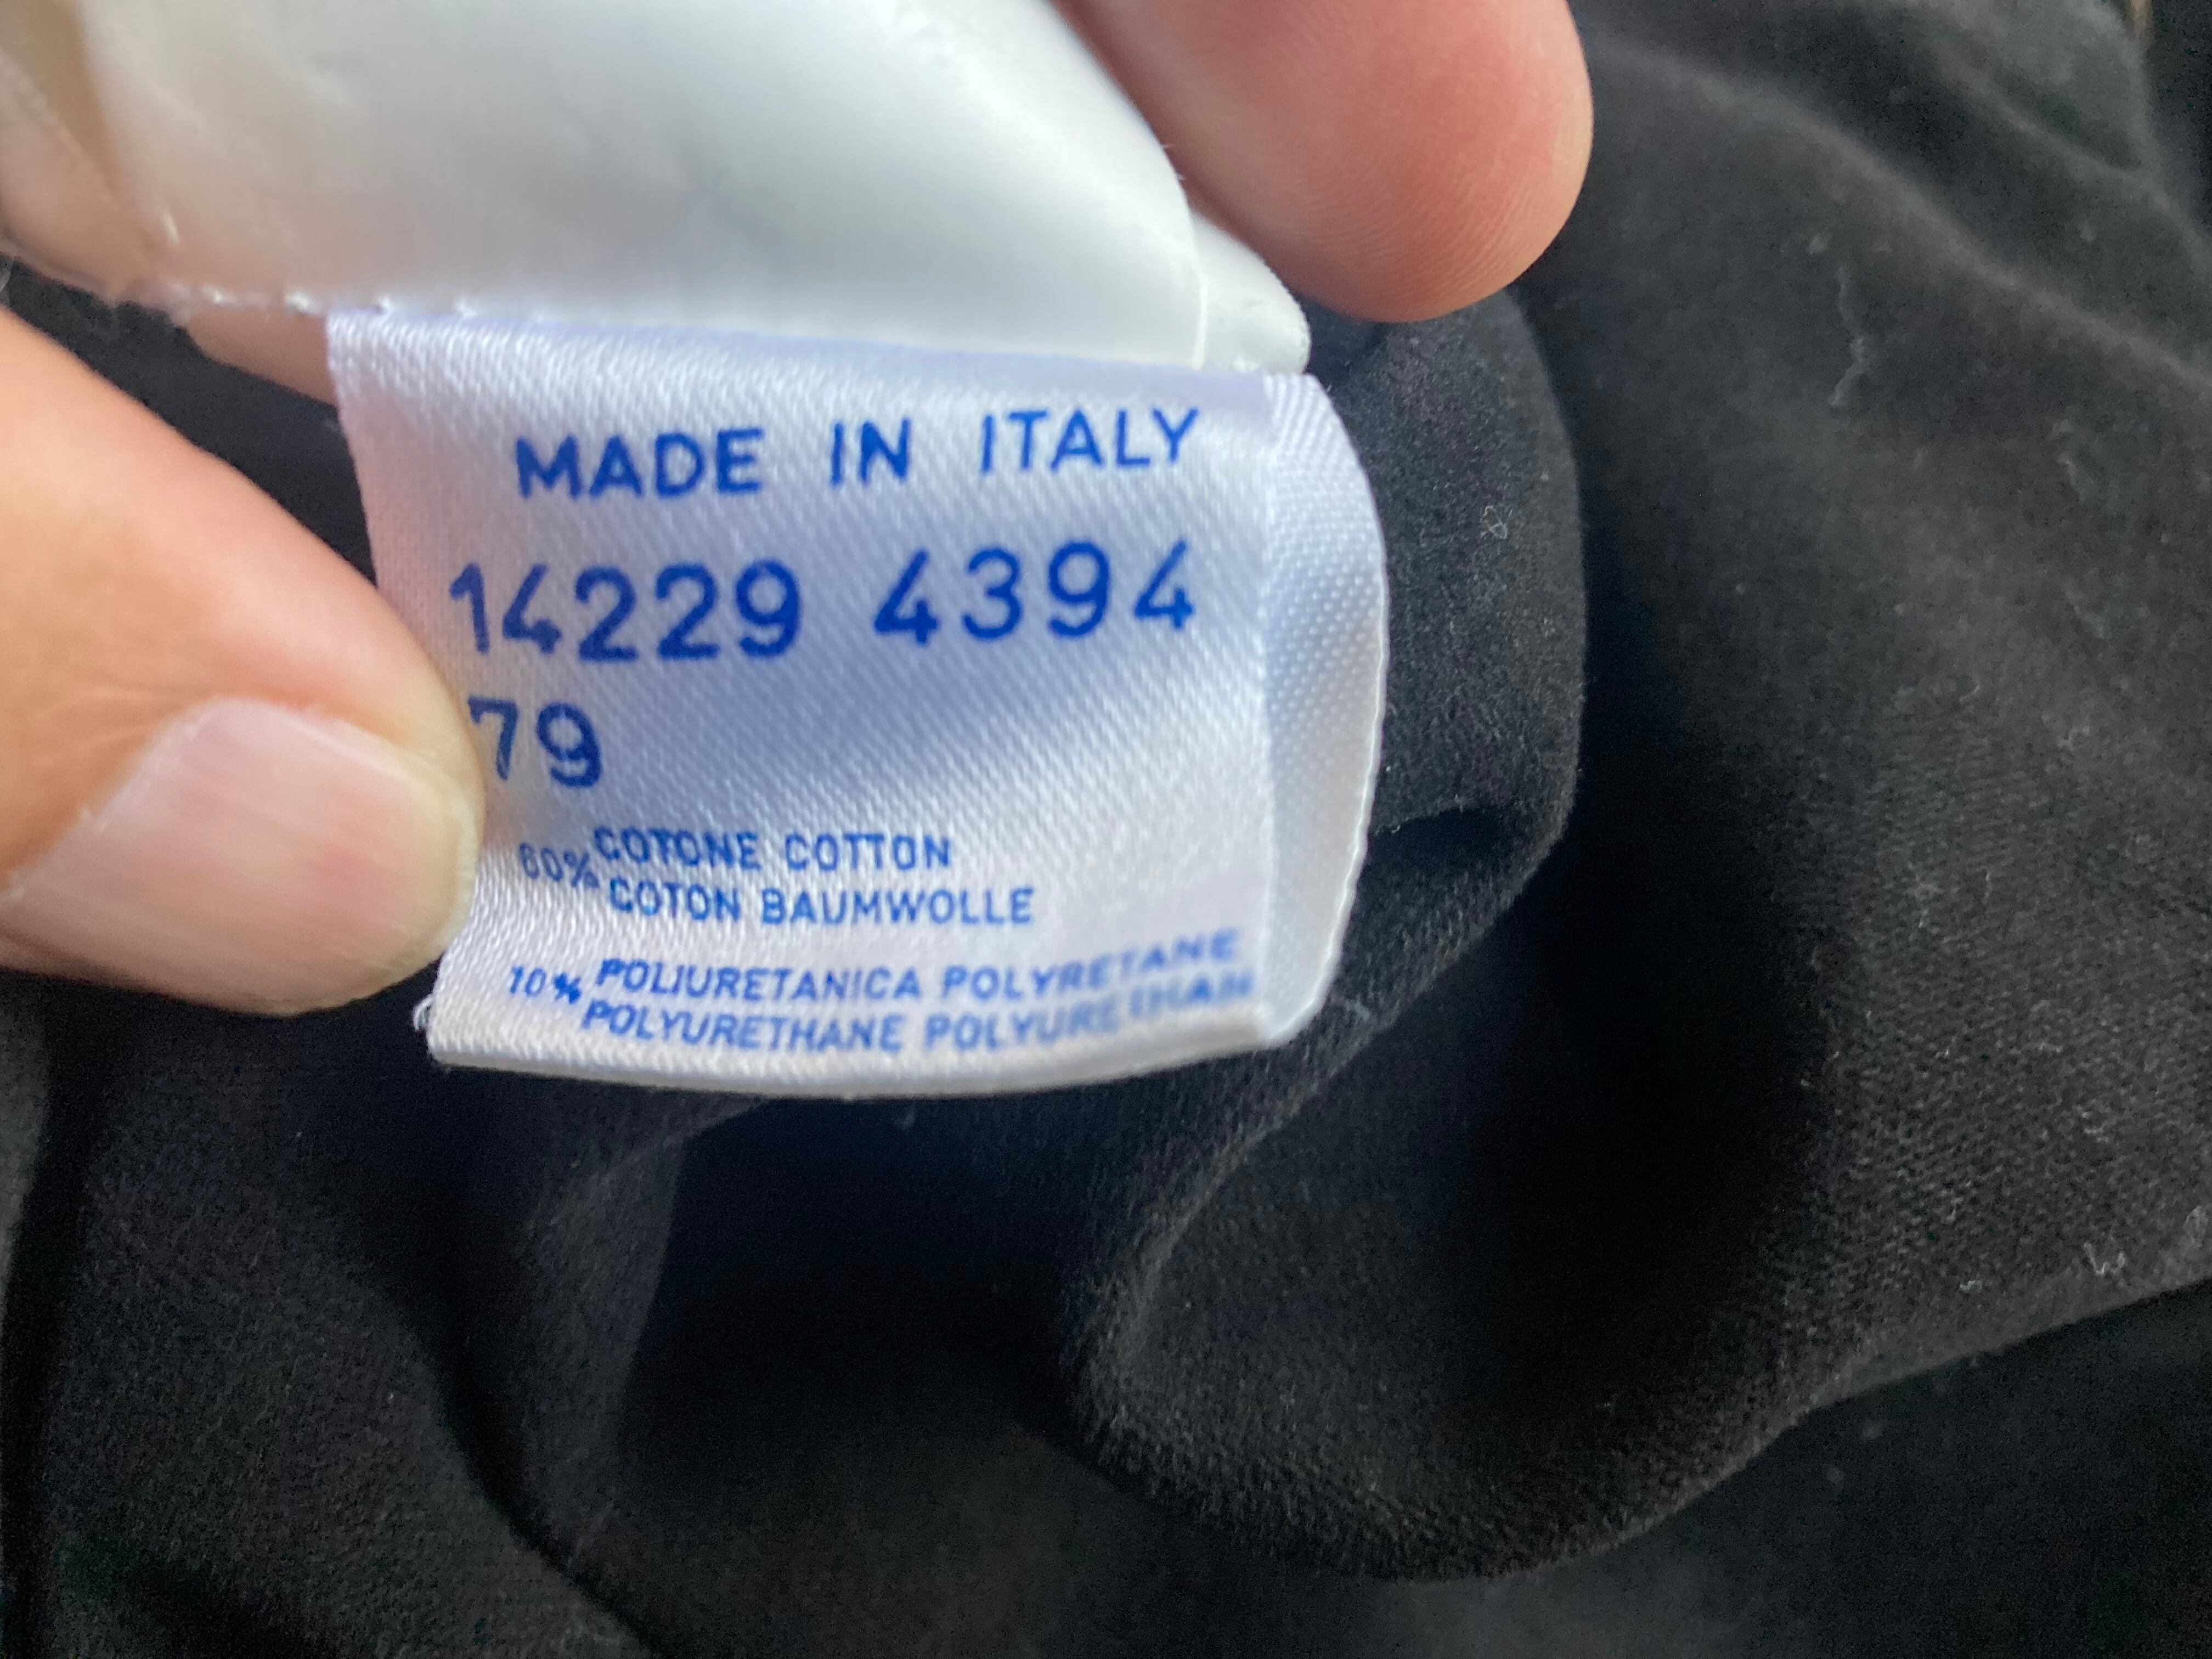 MADE IN ITALY
14229 4394
79
60% COTONE COTTON
COTON BAUMWOLLE
10% POLIURETANICA POLYRETANE
POLYURETHANE POLYURETHAN